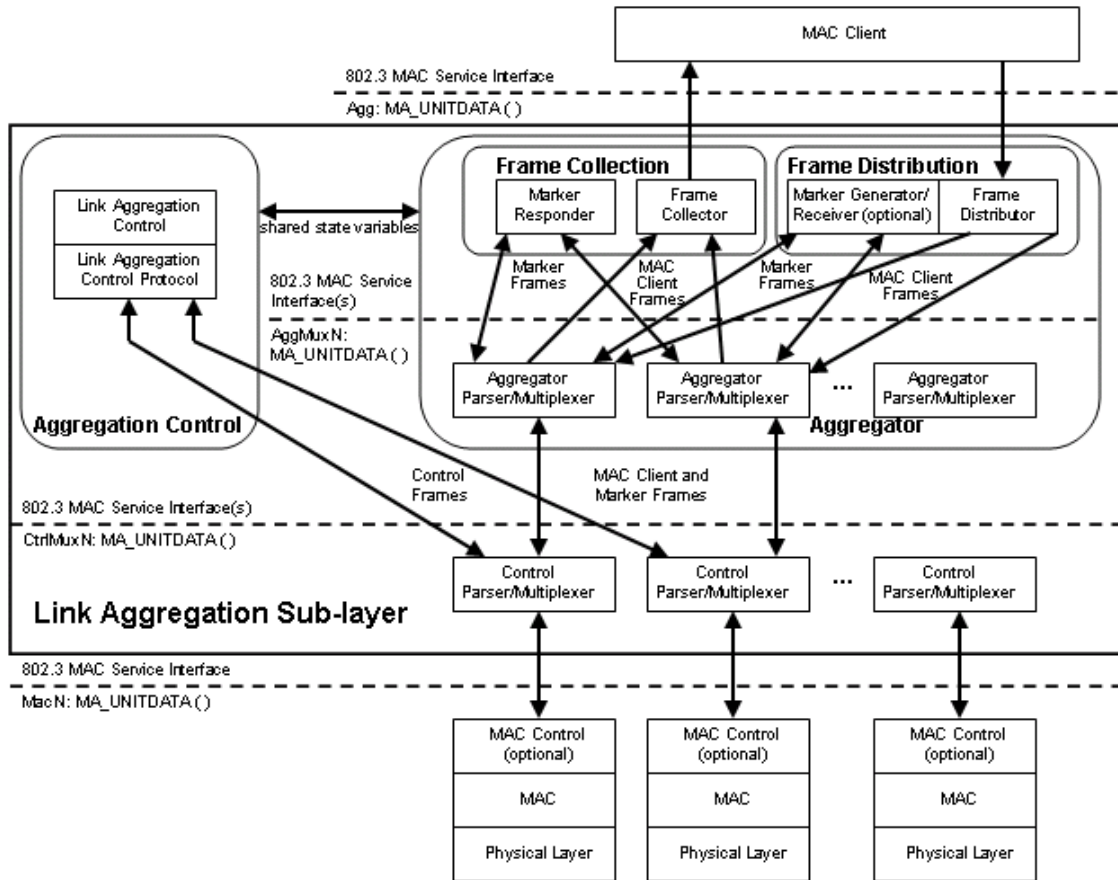 MAC Client
802.3 MAC Service Interface
Agg: MA_UNITDATA ( )
Frame Collection
Frame Distribution
Marker
Responder
Frame
Collector
Marker Generator/
Receiver (optional)
Frame
Distributor
Link Aggregation
Control
Link Aggregation
Control Protocol
shared state variables
Marker
Frames
MAC
Client
Frames
Marker
Frames
MAC Client
Frames
802.3 MAC Service
Interface(s)
AggMuxN:
MA_UNITDATA ( )
Aggregator
Parser/Multiplexer
Aggregator
Parser/Multiplexer
...
Aggregator
Parser/Multiplexer
Aggregation Control
Aggregator
Control
Frames
MAC Client and
Marker Frames
802.3 MAC Service Interface(s)
CtrlMuxN: MA_UNITDATA ( )
Control
Parser/Multiplexer
Control
Parser/Multiplexer
...
Control
Parser/Multiplexer
Link Aggregation Sub-layer
802.3 MAC Service Interface
MacN: MA_UNITDATA ( )
MAC Control
(optional)
MAC Control
(optional)
MAC Control
(optional)
MAC
MAC
MAC
Physical Layer
Physical Layer
Physical Layer